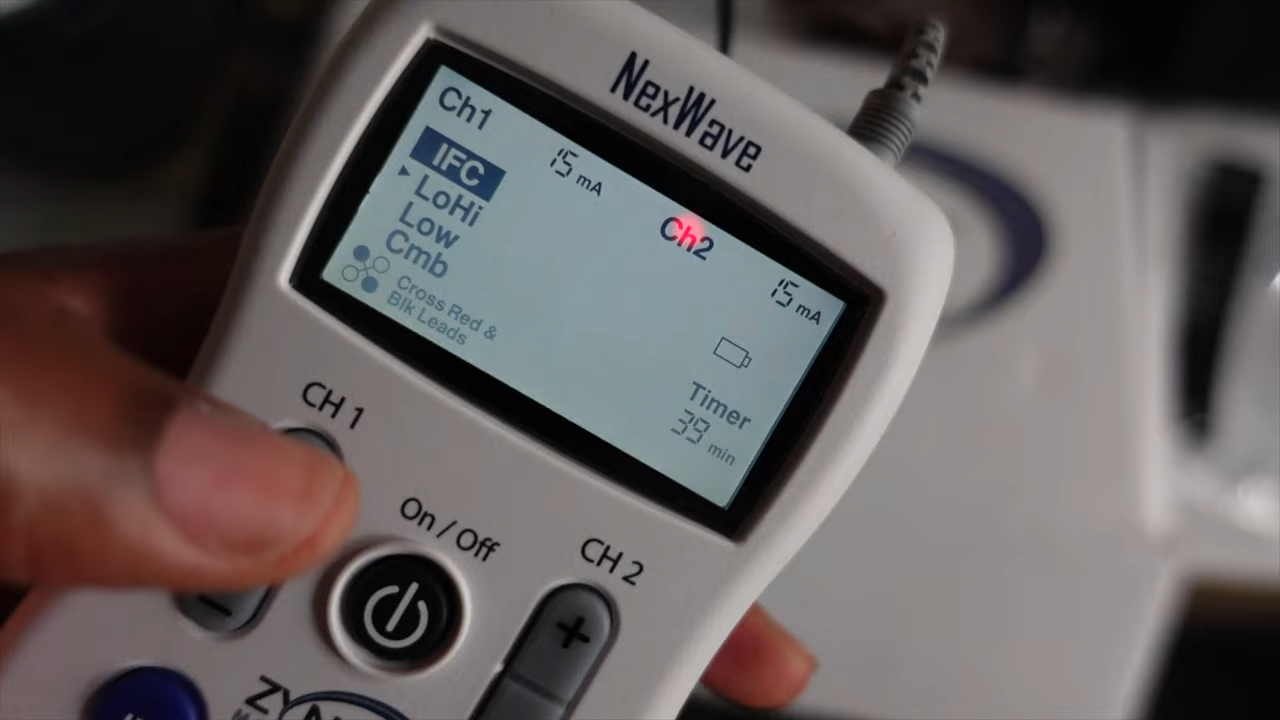 NexWave
Ch1
15 mA
IFC
LoHi
Low
Cmb
Cross Red &
Blk Leads
Ch2
15 mA
Timer
39 min
CH 1
On / Off
CH 2
+
−